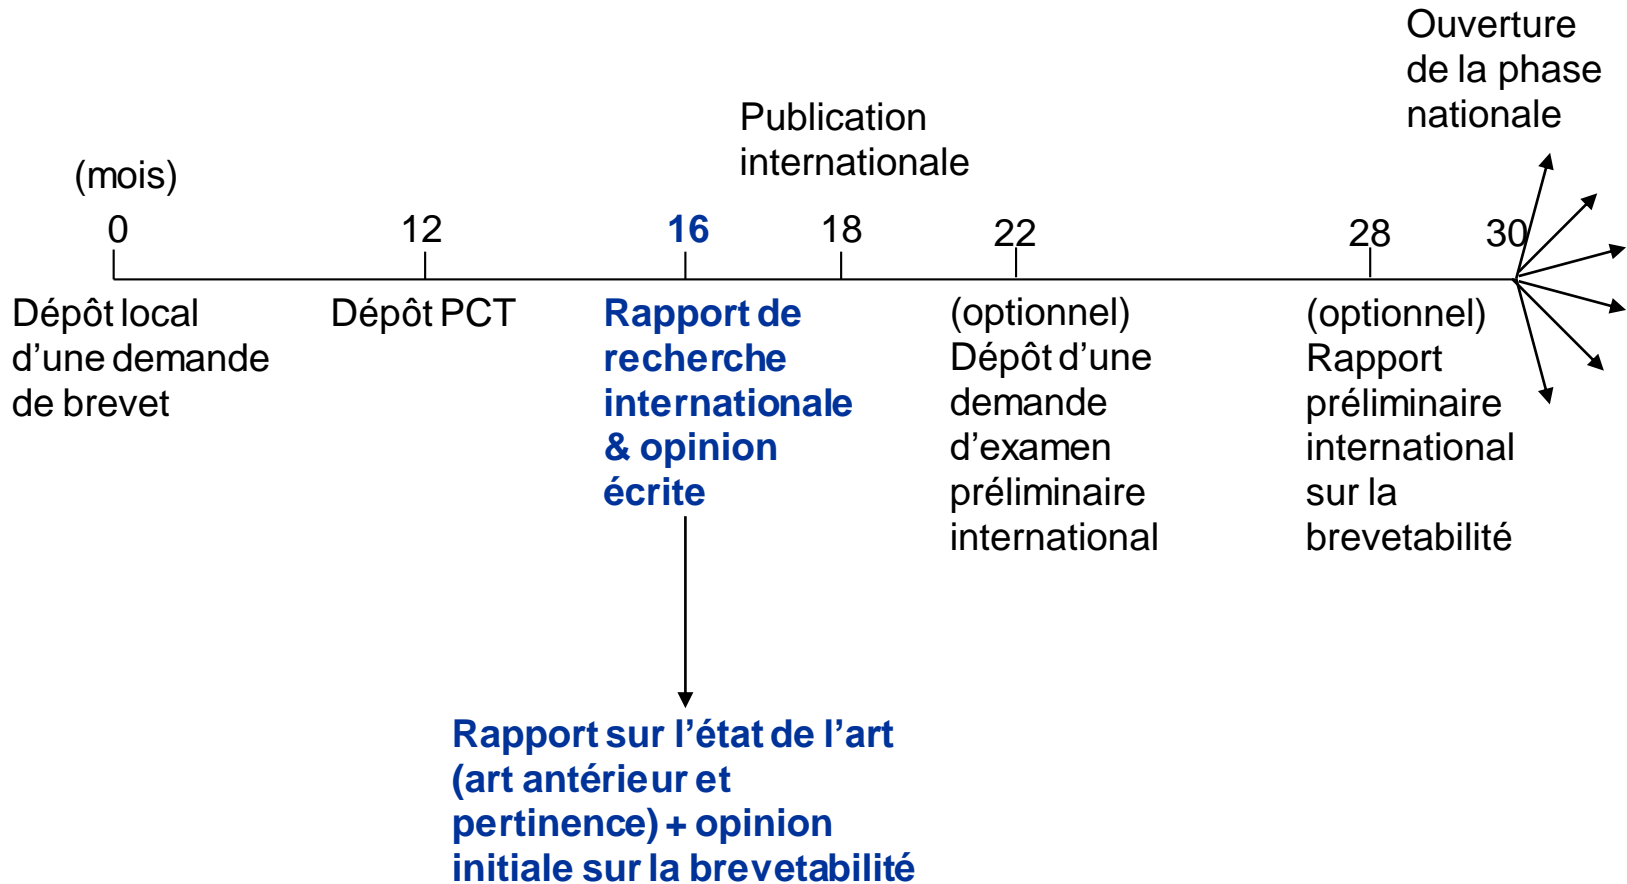 Ouverture
de la phase
nationale
Publication
internationale
(mois)
0
12
16
18
22
28
30
Dépôt local
d’une demande
de brevet
Dépôt PCT
Rapport de
recherche
internationale
& opinion
écrite
(optionnel)
Dépôt d’une
demande
d’examen
préliminaire
international
(optionnel)
Rapport
préliminaire
international
sur la
brevetabilité
Rapport sur l’état de l’art
(art antérieur et
pertinence) + opinion
initiale sur la brevetabilité